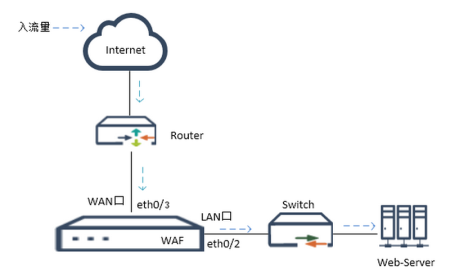 入流量
Internet
Router
WAN口 eth0/3
LAN口
Switch
WAF
eth0/2
Web-Server